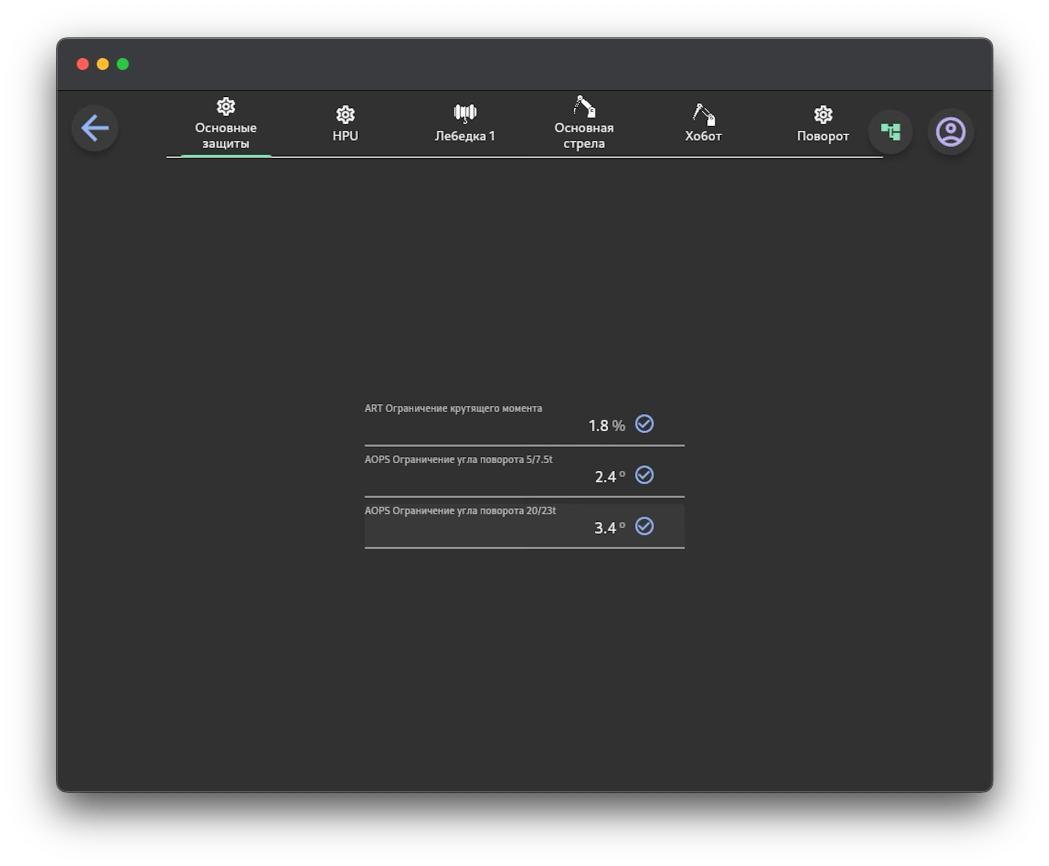 Основные
защиты
HPU
Лебедка 1
Основная
стрела
Хобот
Поворот
ART Ограничение крутящего момента
1.8 %
AOPS Ограничение угла поворота 5/7.5t
2.4 º
AOPS Ограничение угла поворота 20/23t
3.4 º